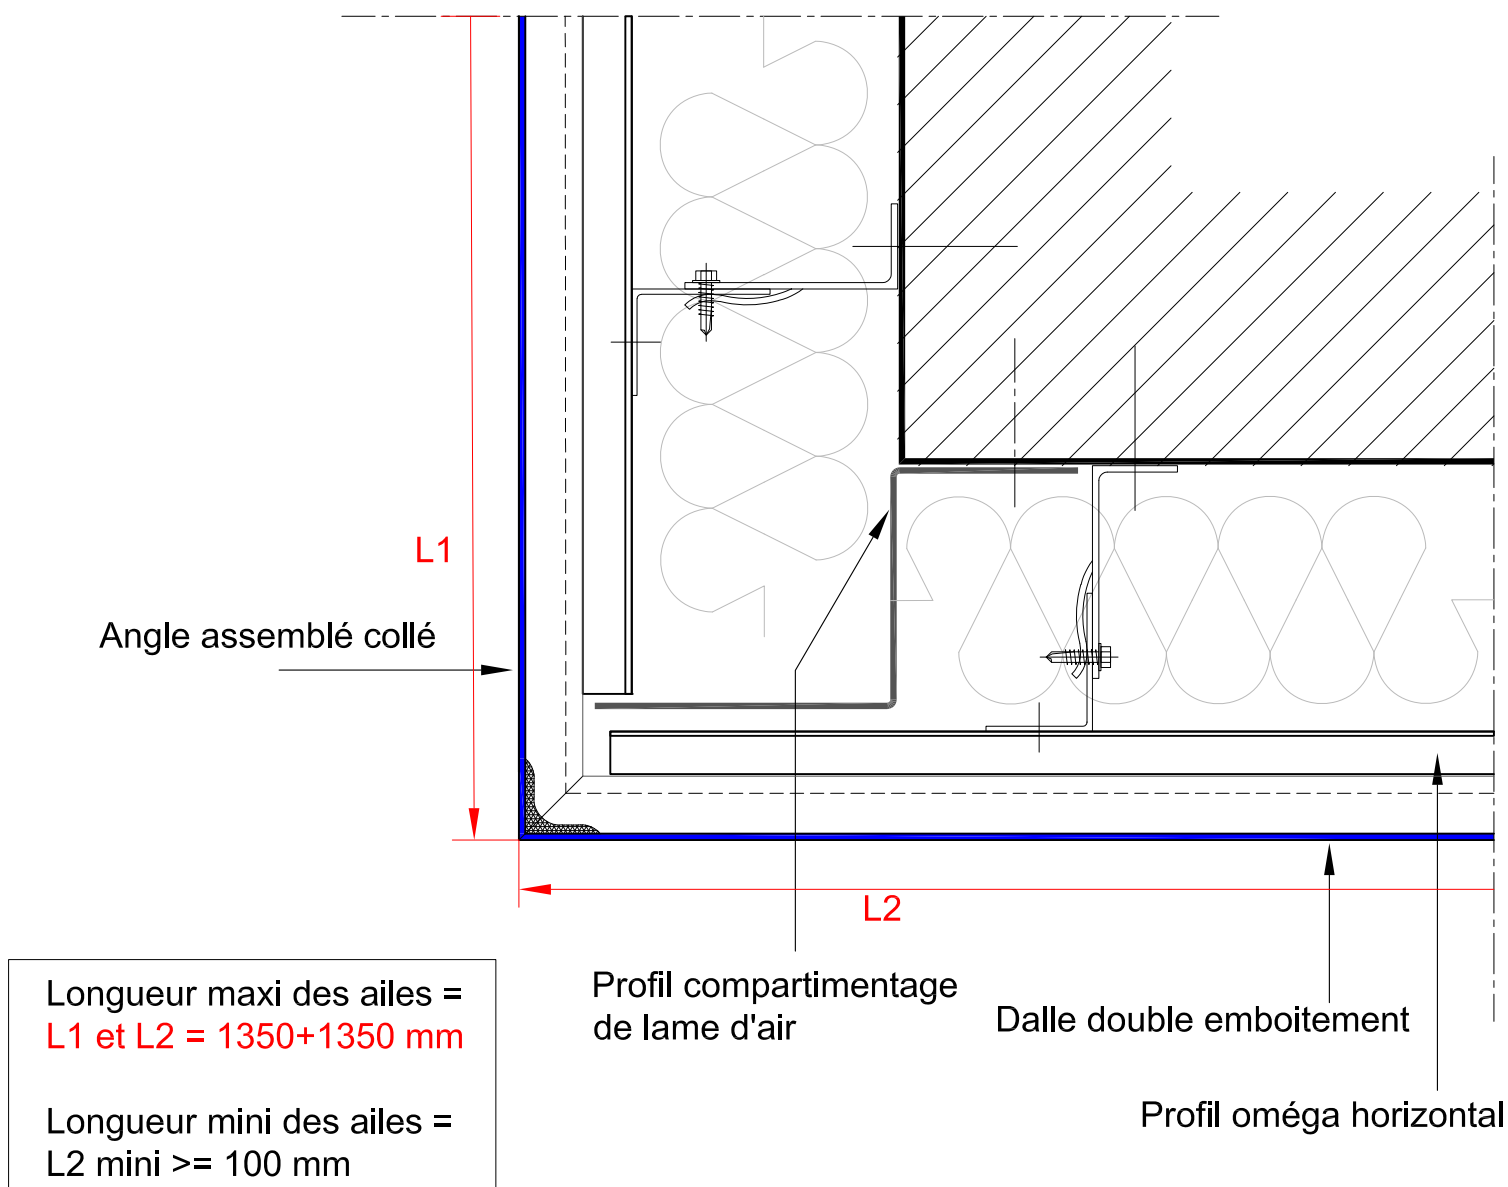 L1
Angle assemblé collé
L2
Profil compartimentage
de lame d'air
Dalle double emboitement
Profil oméga horizontal
Longueur maxi des ailes =
L1 et L2 = 1350+1350 mm
Longueur mini des ailes =
L2 mini >= 100 mm